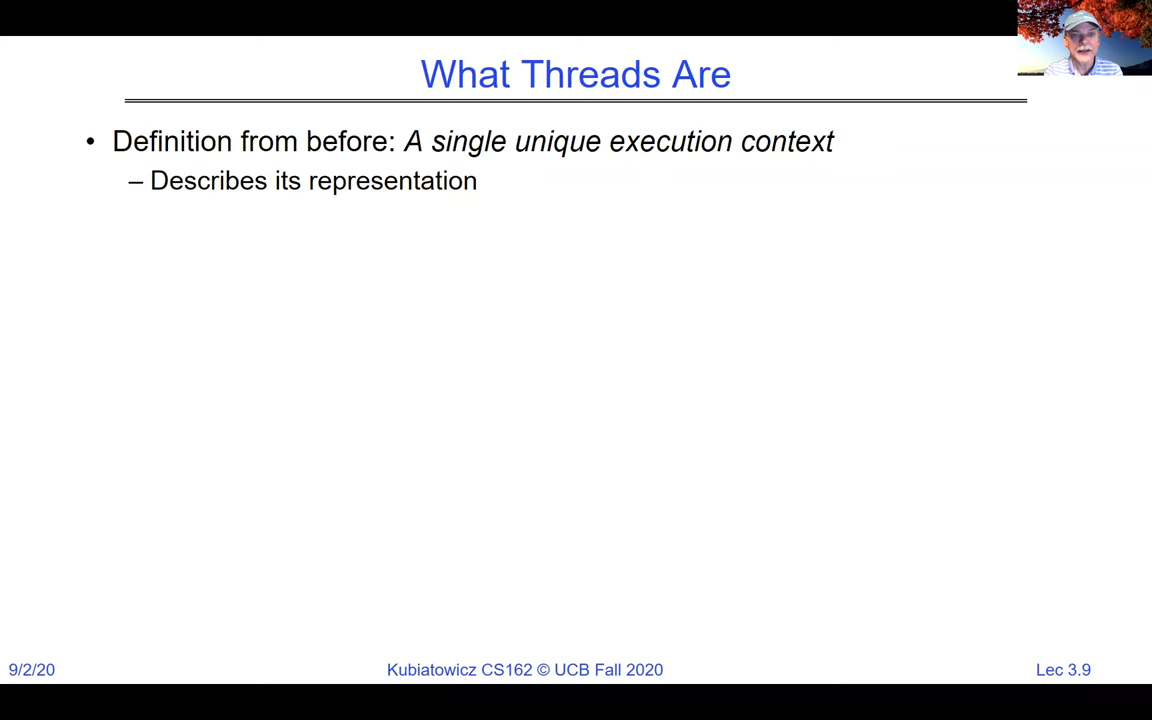 What Threads Are
• Definition from before: A single unique execution context
– Describes its representation
9/2/20
Kubiatowicz CS162 © UCB Fall 2020
Lec 3.9